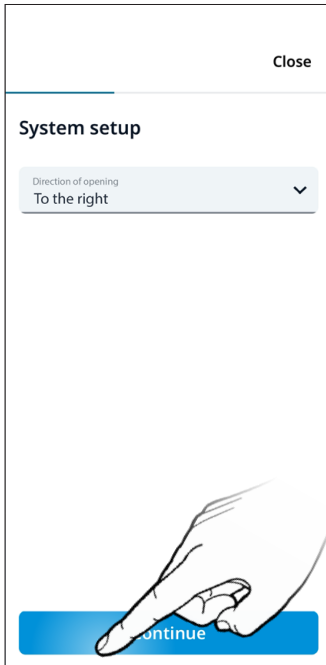 Close
System setup
Direction of opening
To the right
ontinue